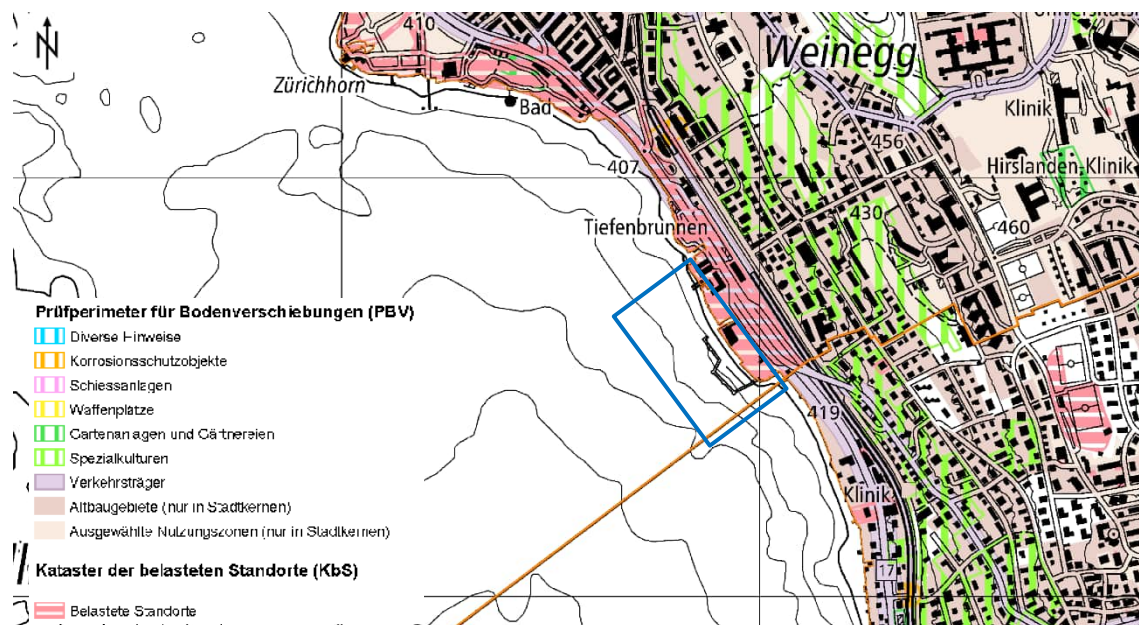 N
410
Weinegg
Zürichhorn
Bad
Klinik
456
407
Hirslanden-Klinik
Tiefenbrunnen
430
460
Prüfperimeter für Bodenverschiebungen (PBV)
Diverse Hinweise
Korrosionsschutzobjekte
Schiessanlagen
Waffenplätze
Gartenanlagen und Gärtnereien
Spezialkulturen
Verkehrsträger
Altbaugebiete (nur in Stadtkernen)
Ausgewählte Nutzungszonen (nur in Stadtkernen)
419
Klinik
Kataster der belasteten Standorte (KbS)
17
Belastete Standorte